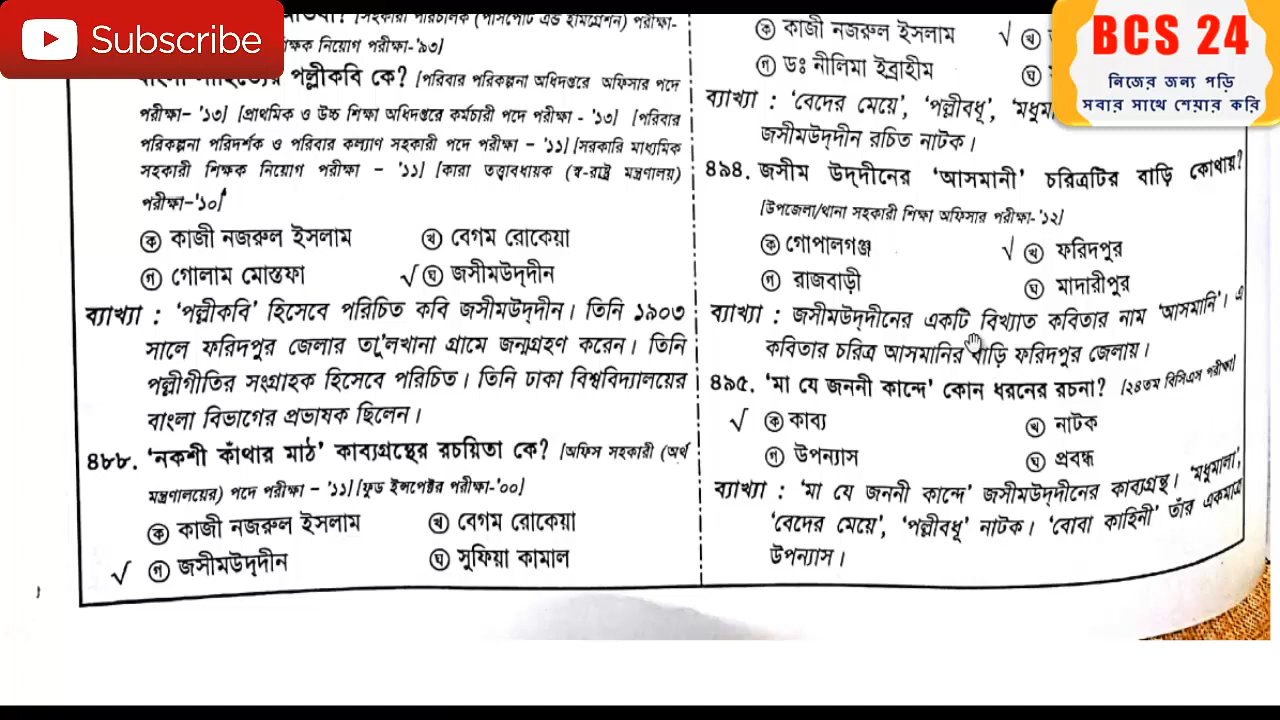 Subscribe
BCS 24
নিজের জন্য পড়ি
সবার সাথে শেয়ার করি
শিক্ষক নিয়োগ পরীক্ষা-'৯৩]
বাংলা সাহিত্যের পল্লীকবি কে? [পরিবার পরিকল্পনা অধিদপ্তরে অফিসার পদে
পরীক্ষা- '১৩] [প্রাথমিক ও উচ্চ শিক্ষা অধিদপ্তরে কর্মচারী পদে পরীক্ষা - '১৩] [পরিবার
পরিকল্পনা পরিদর্শক ও পরিবার কল্যাণ সহকারী পদে পরীক্ষা - '১১] [সরকারি মাধ্যমিক
সহকারী শিক্ষক নিয়োগ পরীক্ষা - '১১] [কারা তত্ত্বাবধায়ক (স্ব-রাষ্ট্র মন্ত্রণালয়)
পরীক্ষা-'১০]
ক কাজী নজরুল ইসলাম খ বেগম রোকেয়া
গ গোলাম মোস্তফা √ ঘ জসীমউদ্‌দীন
ব্যাখ্যা : 'পল্লীকবি' হিসেবে পরিচিত কবি জসীমউদ্‌দীন। তিনি ১৯০৩
সালে ফরিদপুর জেলার তাম্বুলখানা গ্রামে জন্মগ্রহণ করেন। তিনি
পল্লীগীতির সংগ্রাহক হিসেবে পরিচিত। তিনি ঢাকা বিশ্ববিদ্যালয়ের
বাংলা বিভাগের প্রভাষক ছিলেন।
৪৮৮. 'নকশী কাঁথার মাঠ' কাব্যগ্রন্থের রচয়িতা কে? [অফিস সহকারী (অর্থ
মন্ত্রণালয়ের) পদে পরীক্ষা - '১১] [ফুড ইন্সপেক্টর পরীক্ষা-'০০]
ক কাজী নজরুল ইসলাম খ বেগম রোকেয়া
√ গ জসীমউদ্‌দীন ঘ সুফিয়া কামাল
ক কাজী নজরুল ইসলাম √ খ
গ ডঃ নীলিমা ইব্রাহীম ঘ
ব্যাখ্যা : 'বেদের মেয়ে', 'পল্লীবধূ',
জসীমউদ্‌দীন রচিত নাটক।
৪৯৪. জসীম উদ্‌দীনের 'আসমানী' চরিত্রটির বাড়ি কোথায়?
[উপজেলা/থানা সহকারী শিক্ষা অফিসার পরীক্ষা-'১২]
ক গোপালগঞ্জ √ খ ফরিদপুর
গ রাজবাড়ী ঘ মাদারীপুর
ব্যাখ্যা : জসীমউদ্‌দীনের একটি বিখ্যাত কবিতার নাম 'আসমানি'। এ
কবিতার চরিত্র আসমানির বাড়ি ফরিদপুর জেলায়।
৪৯৫. 'মা যে জননী কান্দে' কোন ধরনের রচনা? [২৪তম বিসিএস পরীক্ষা]
√ ক কাব্য খ নাটক
গ উপন্যাস ঘ প্রবন্ধ
ব্যাখ্যা : 'মা যে জননী কান্দে' জসীমউদ্‌দীনের কাব্যগ্রন্থ। 'মধুমালা',
'বেদের মেয়ে', 'পল্লীবধূ' নাটক। 'বোবা কাহিনী' তাঁর একমাত্র
উপন্যাস।